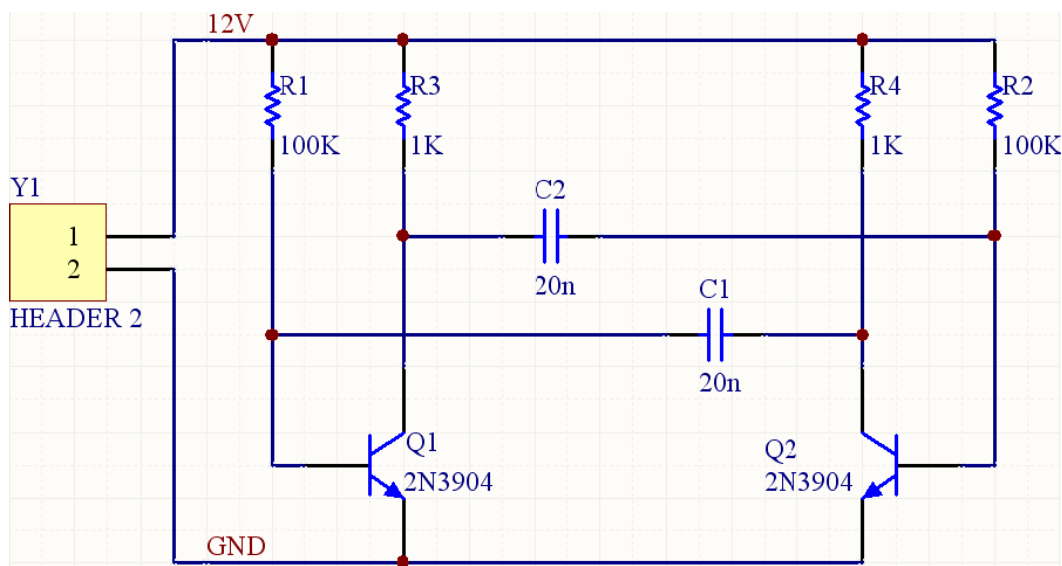 12V
R1
R3
R4
R2
100K
1K
1K
100K
Y1
C2
1
2
20n
C1
HEADER 2
20n
Q1
Q2
2N3904
2N3904
GND